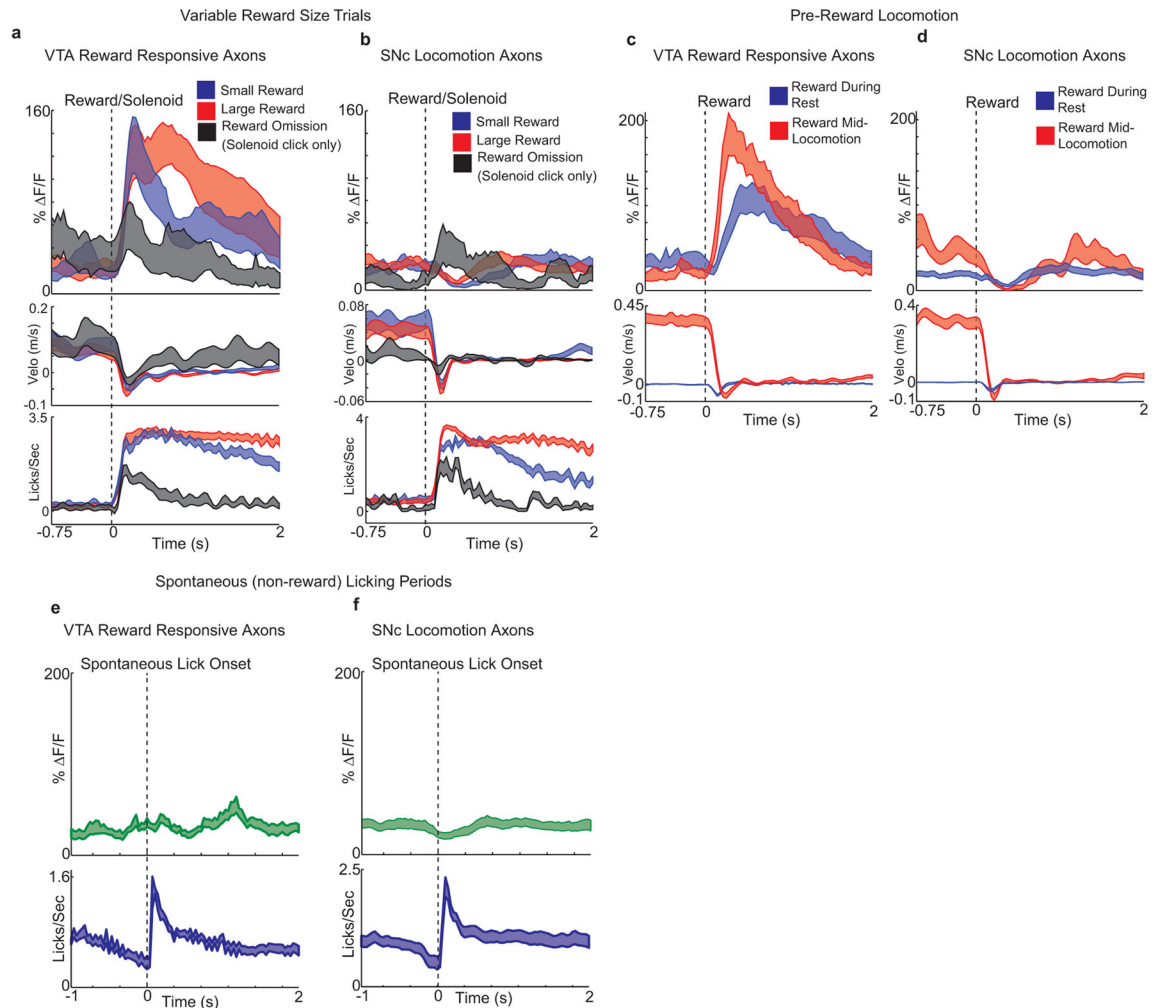 Variable Reward Size Trials
a
VTA Reward Responsive Axons
Reward/Solenoid
Small Reward
Large Reward
Reward Omission
(Solenoid click only)
160
% ΔF/F
0
0.2
Velo (m/s)
0
-0.1
3.5
Licks/Sec
0
-0.75
0
2
Time (s)
b
SNc Locomotion Axons
Reward/Solenoid
Small Reward
Large Reward
Reward Omission
(Solenoid click only)
160
% ΔF/F
0
0.08
Velo (m/s)
0
-0.06
4
Licks/Sec
0
-0.75
0
2
Time (s)
Pre-Reward Locomotion
c
VTA Reward Responsive Axons
Reward
Reward During
Rest
Reward Mid-
Locomotion
200
% ΔF/F
0
0.45
Velo (m/s)
0
-0.1
-0.75
0
2
Time (s)
d
SNc Locomotion Axons
Reward
Reward During
Rest
Reward Mid-
Locomotion
200
% ΔF/F
0
0.4
Velo (m/s)
0
-0.1
-0.75
0
2
Time (s)
Spontaneous (non-reward) Licking Periods
e
VTA Reward Responsive Axons
Spontaneous Lick Onset
200
% ΔF/F
0
1.6
Licks/Sec
0
-1
0
2
Time (s)
f
SNc Locomotion Axons
Spontaneous Lick Onset
200
% ΔF/F
0
2.5
Licks/Sec
0
-1
0
2
Time (s)